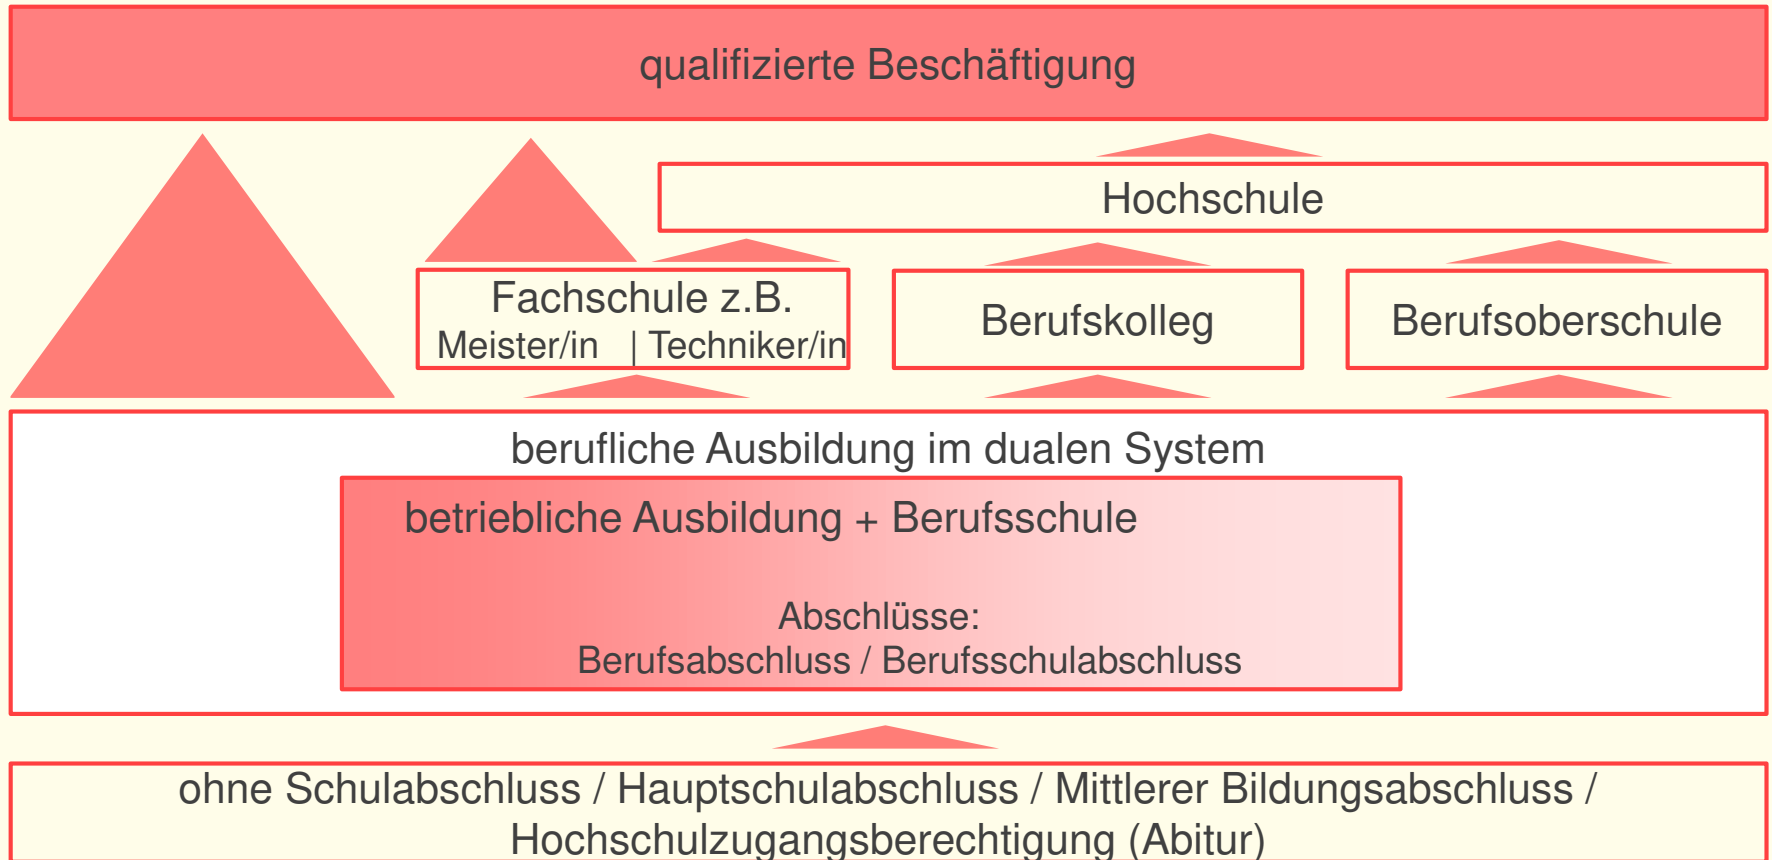 qualifizierte Beschäftigung
Hochschule
Fachschule z.B.
Meister/in | Techniker/in
Berufskolleg
Berufsoberschule
berufliche Ausbildung im dualen System
betriebliche Ausbildung + Berufsschule
Abschlüsse:
Berufsabschluss / Berufsschulabschluss
ohne Schulabschluss / Hauptschulabschluss / Mittlerer Bildungsabschluss /
Hochschulzugangsberechtigung (Abitur)